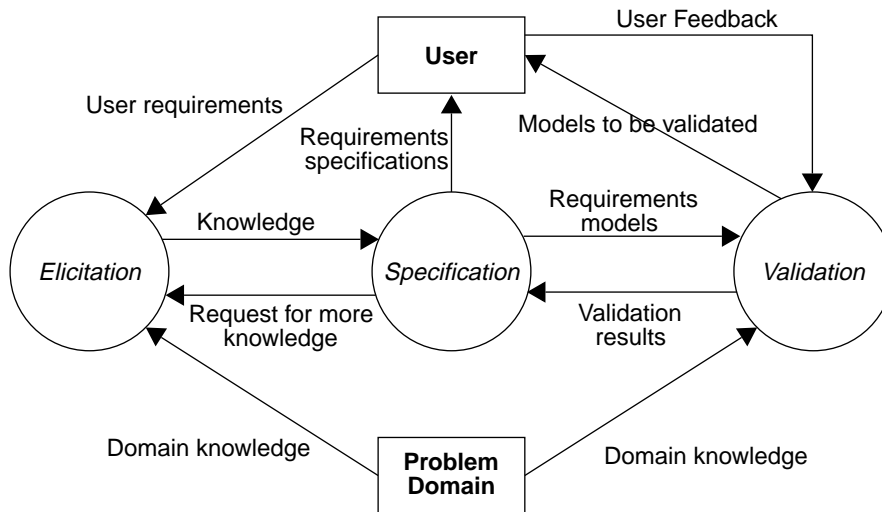 User Feedback
User
User requirements
Models to be validated
Requirements
specifications
Knowledge
Requirements
models
Elicitation
Specification
Validation
Request for more
knowledge
Validation
results
Domain knowledge
Problem
Domain
Domain knowledge